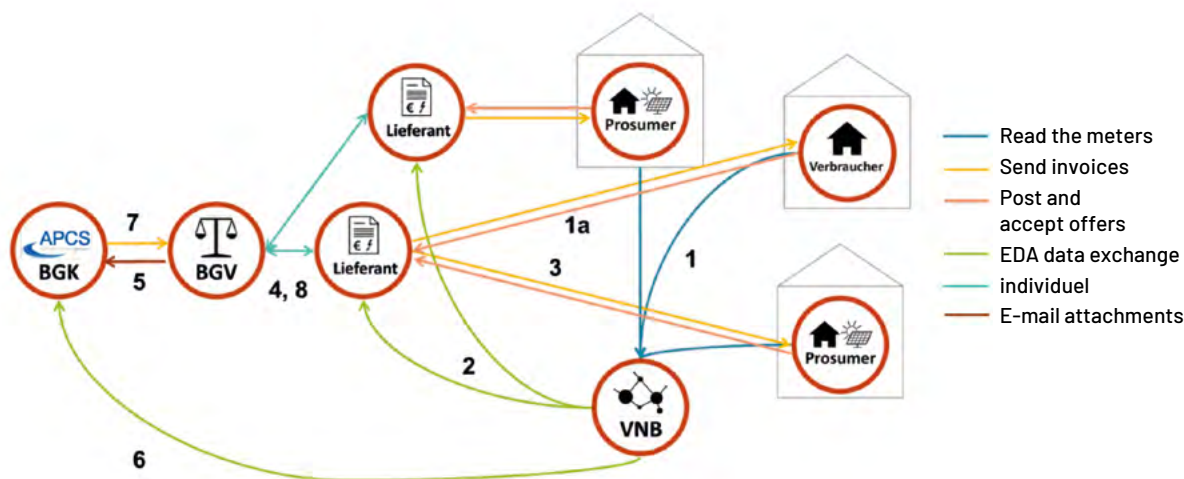 € /
Lieferant
Prosumer
Verbraucher
Read the meters
Send invoices
Post and
accept offers
EDA data exchange
individuel
E-mail attachments
7
APCS
BGK
BGV
5
4, 8
€ /
Lieferant
1a
3
1
Prosumer
2
VNB
6